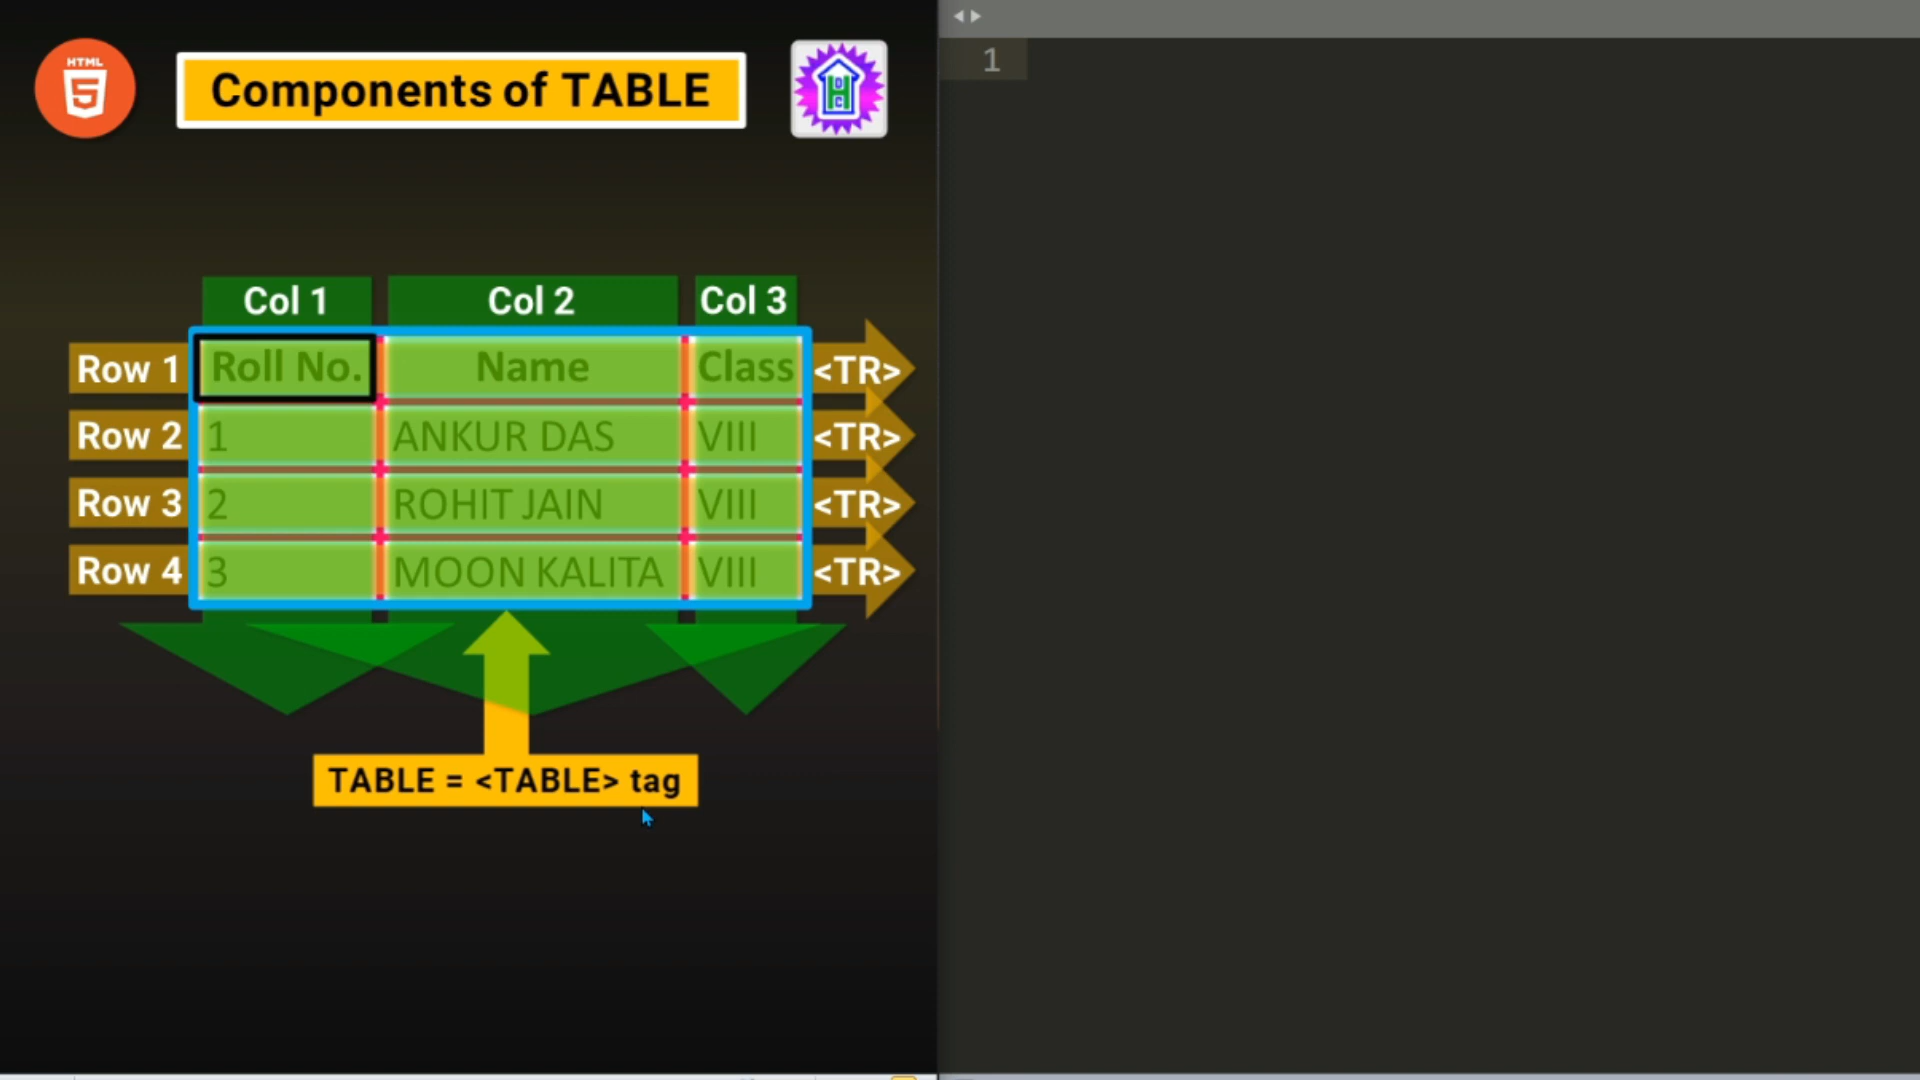 HTML
5
Components of TABLE
H
1
Col 1 Col 2 Col 3
Row 1 Roll No. Name Class <TR>
Row 2 1 ANKUR DAS VIII <TR>
Row 3 2 ROHIT JAIN VIII <TR>
Row 4 3 MOON KALITA VIII <TR>
TABLE = <TABLE> tag